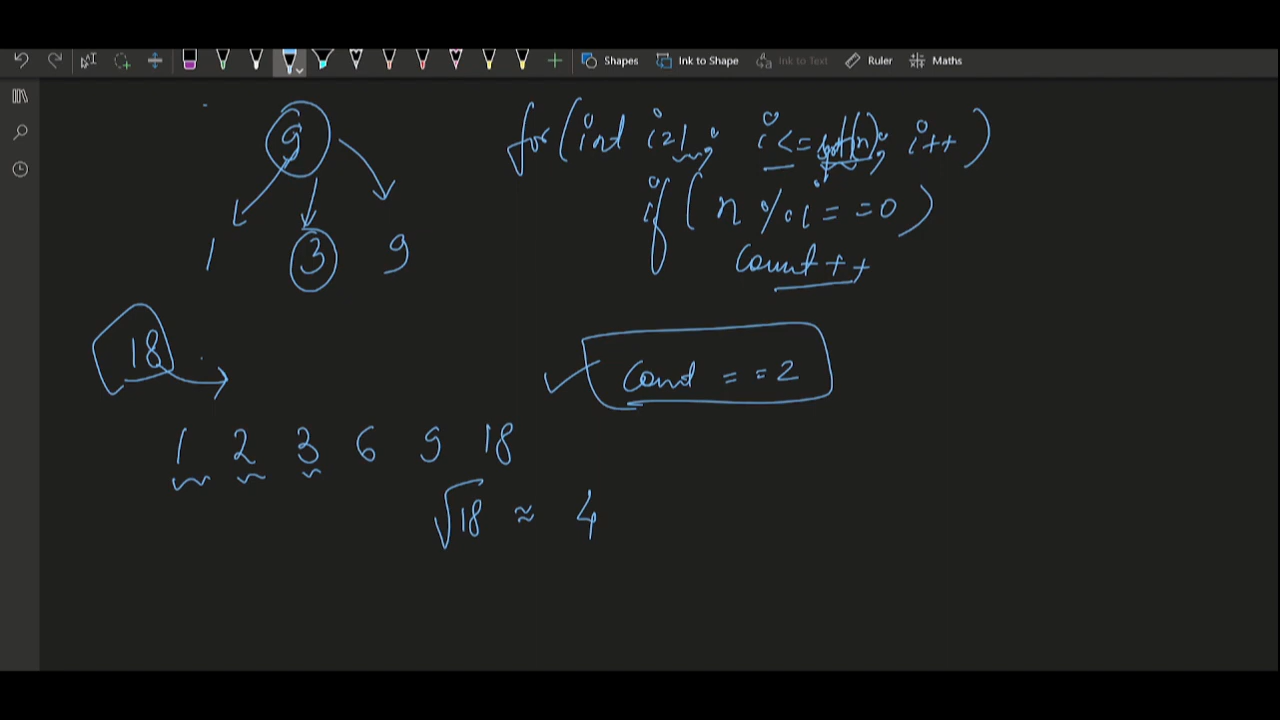 Shapes Ink to Shape Ink to Text Ruler Maths
9
1 3 9
for(int i=1; i<=sqrt(n); i++)
if(n%i==0)
count++
18
count ==2
1 2 3 6 9 18
√18 ≈ 4